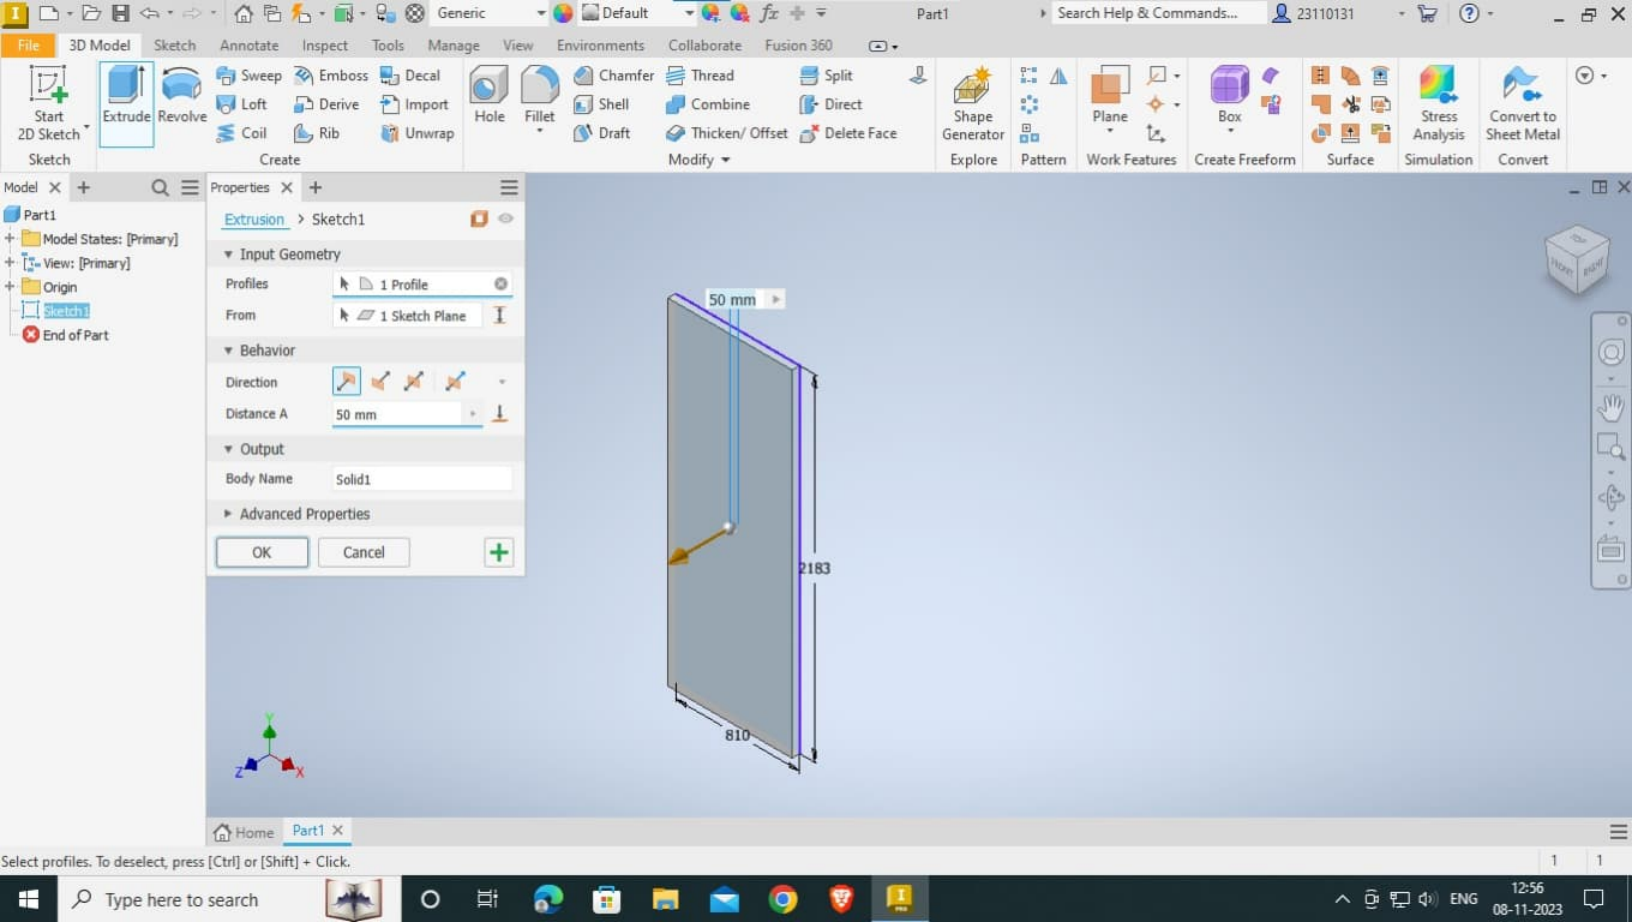 Generic
Default
Part1
Search Help & Commands...
23110131
File
3D Model
Sketch
Annotate
Inspect
Tools
Manage
View
Environments
Collaborate
Fusion 360
Start
2D Sketch
Sketch
Extrude
Revolve
Sweep
Emboss
Decal
Loft
Derive
Import
Coil
Rib
Unwrap
Create
Hole
Fillet
Chamfer
Thread
Split
Shell
Combine
Direct
Draft
Thicken/ Offset
Delete Face
Modify
Shape
Generator
Explore
Pattern
Plane
Work Features
Box
Create Freeform
Surface
Stress
Analysis
Simulation
Convert to
Sheet Metal
Convert
Model
Part1
Model States: [Primary]
View: [Primary]
Origin
Sketch1
End of Part
Properties
Extrusion > Sketch1
Input Geometry
Profiles 1 Profile
From 1 Sketch Plane
Behavior
Direction
Distance A 50 mm
Output
Body Name Solid1
Advanced Properties
OK Cancel
50 mm
2183
810
FRONT
RIGHT
Y
Z
X
Home
Part1
Select profiles. To deselect, press [Ctrl] or [Shift] + Click.
1 1
Type here to search
ENG
12:56
08-11-2023